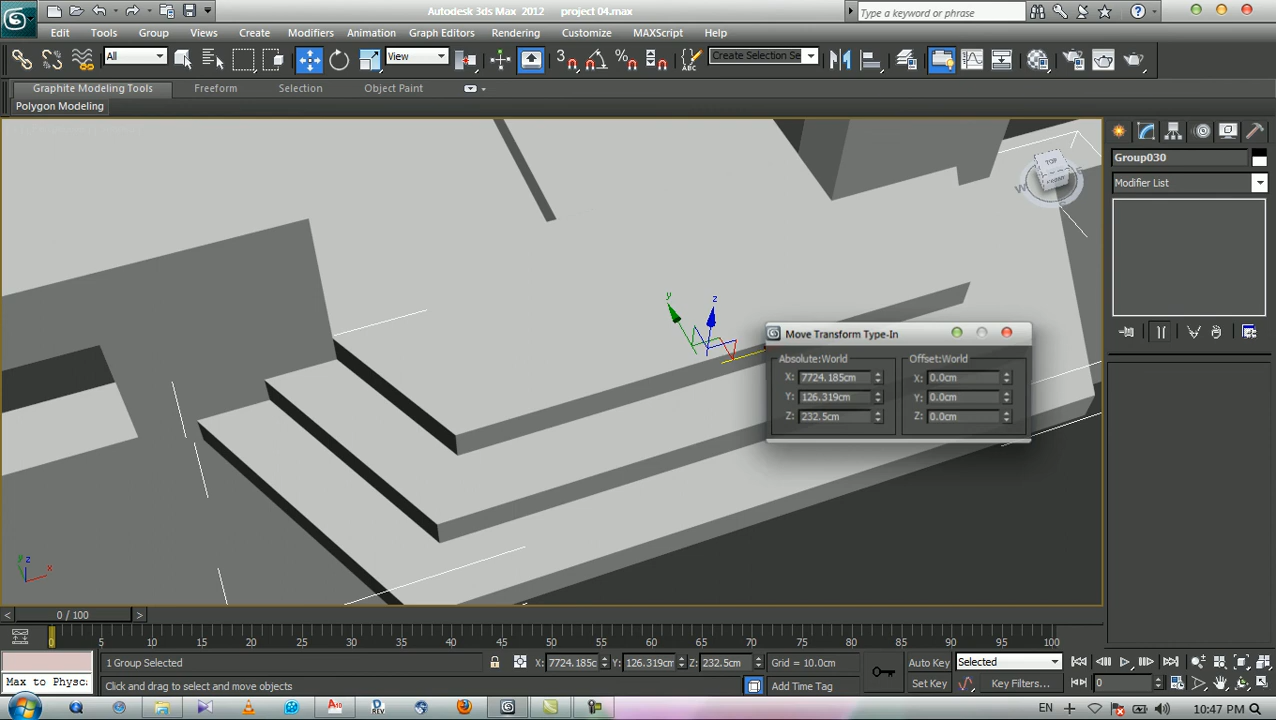 Autodesk 3ds Max 2012 project 04.max
Type a keyword or phrase
Edit Tools Group Views Create Modifiers Animation Graph Editors Rendering Customize MAXScript Help
All View Create Selection Se
Graphite Modeling Tools Freeform Selection Object Paint
Polygon Modeling
TOP
FRONT
W
Group030
Modifier List
y z
Move Transform Type-In
Absolute:World Offset:World
X: 7724.185cm X: 0.0cm
Y: 126.319cm Y: 0.0cm
Z: 232.5cm Z: 0.0cm
y z x
0 / 100
0 5 10 15 20 25 30 35 40 45 50 55 60 65 70 75 80 85 90 95 100
1 Group Selected X: 7724.185c Y: 126.319cm Z: 232.5cm Grid = 10.0cm Auto Key Selected
Max to Physc: Click and drag to select and move objects Add Time Tag Set Key Key Filters... 0
A10 REV EN 10:47 PM